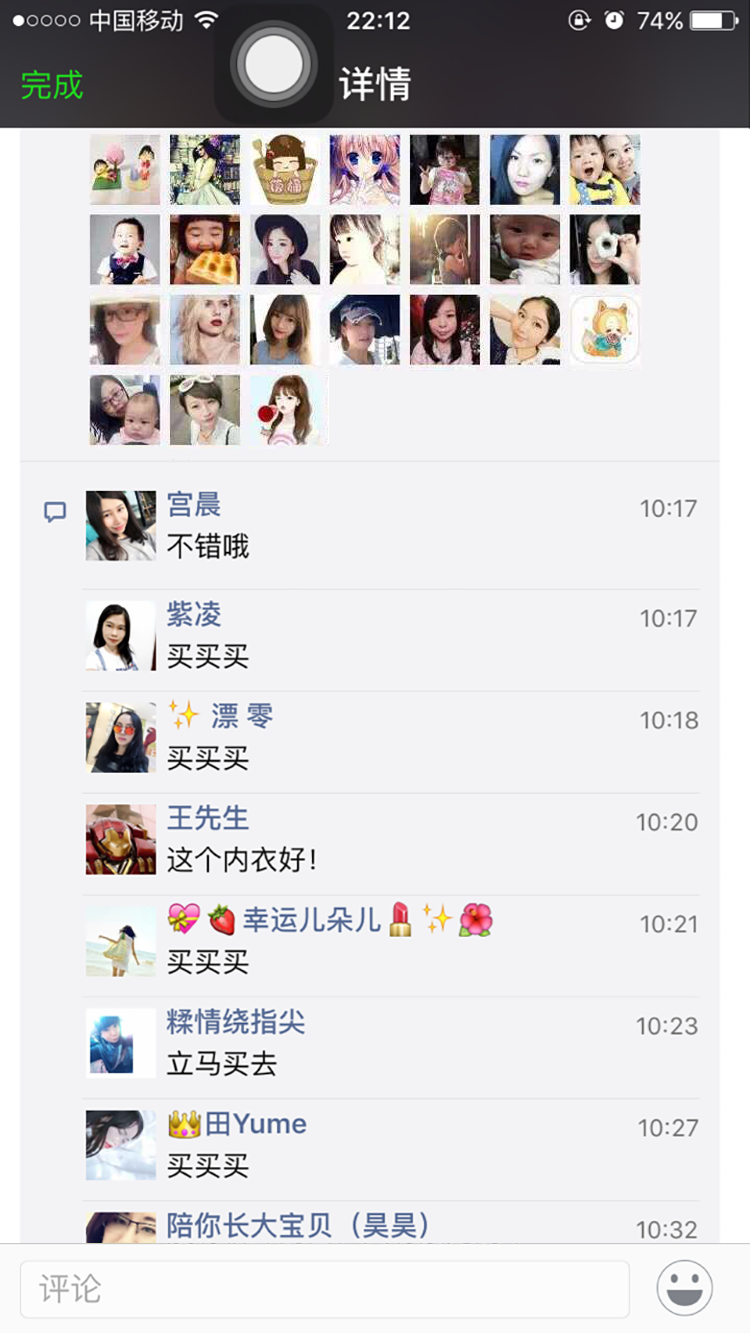 中国移动 22:12 74%
完成 详情
宫晨 10:17
不错哦
紫凌 10:17
买买买
✨ 漂 零 10:18
买买买
王先生 10:20
这个内衣好！
💝🍓幸运儿朵儿💄✨🌺 10:21
买买买
糅情绕指尖 10:23
立马买去
👑田Yume 10:27
买买买
陪你长大宝贝（昊昊） 10:32
评论